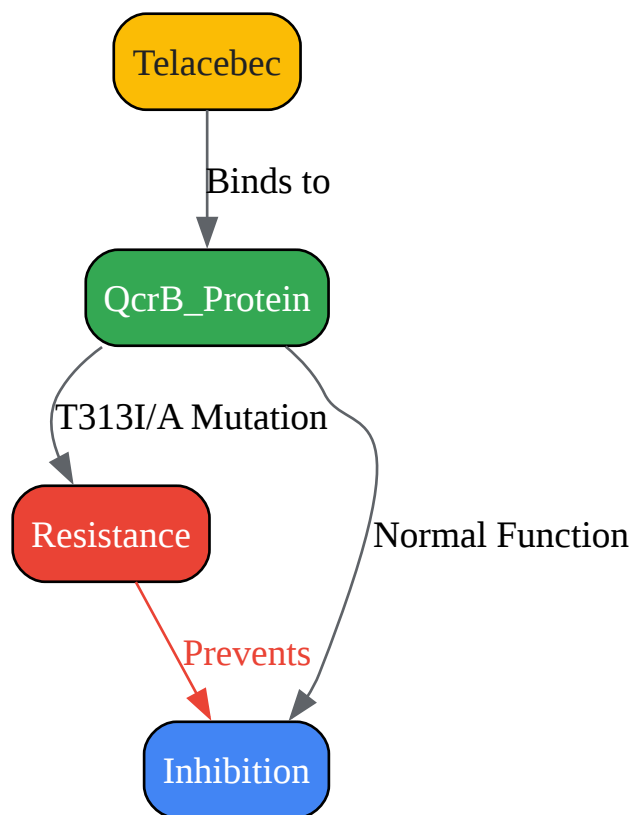 Telacebec
Binds to
QcrB_Protein
T313I/A Mutation
Resistance
Normal Function
Prevents
Inhibition